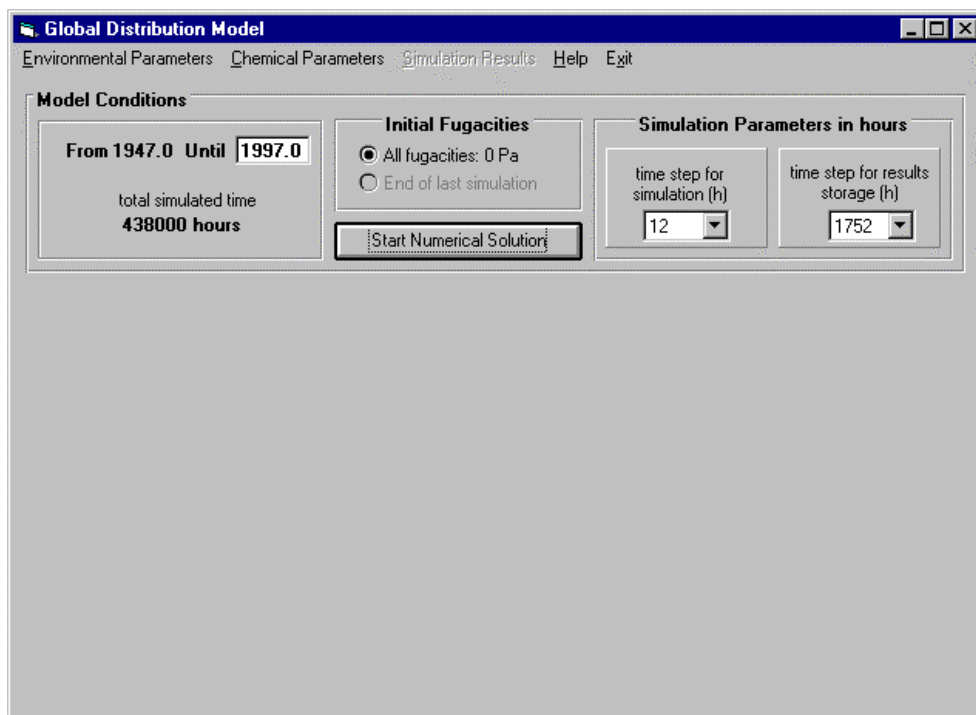 Global Distribution Model
Environmental Parameters Chemical Parameters Simulation Results Help Exit
Model Conditions
From 1947.0 Until 1997.0
total simulated time
438000 hours
Initial Fugacities
All fugacities: 0 Pa
End of last simulation
Start Numerical Solution
Simulation Parameters in hours
time step for
simulation (h)
12
time step for results
storage (h)
1752